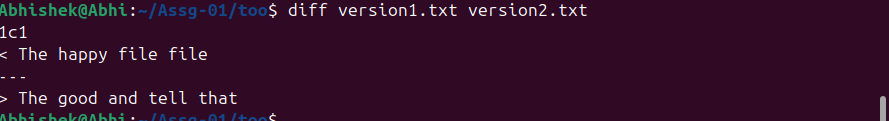 Abhishek@Abhi:~/Assg-01/too$ diff version1.txt version2.txt
1c1
< The happy file file
---
> The good and tell that
Abhishek@Abhi:~/Assg-01/too$